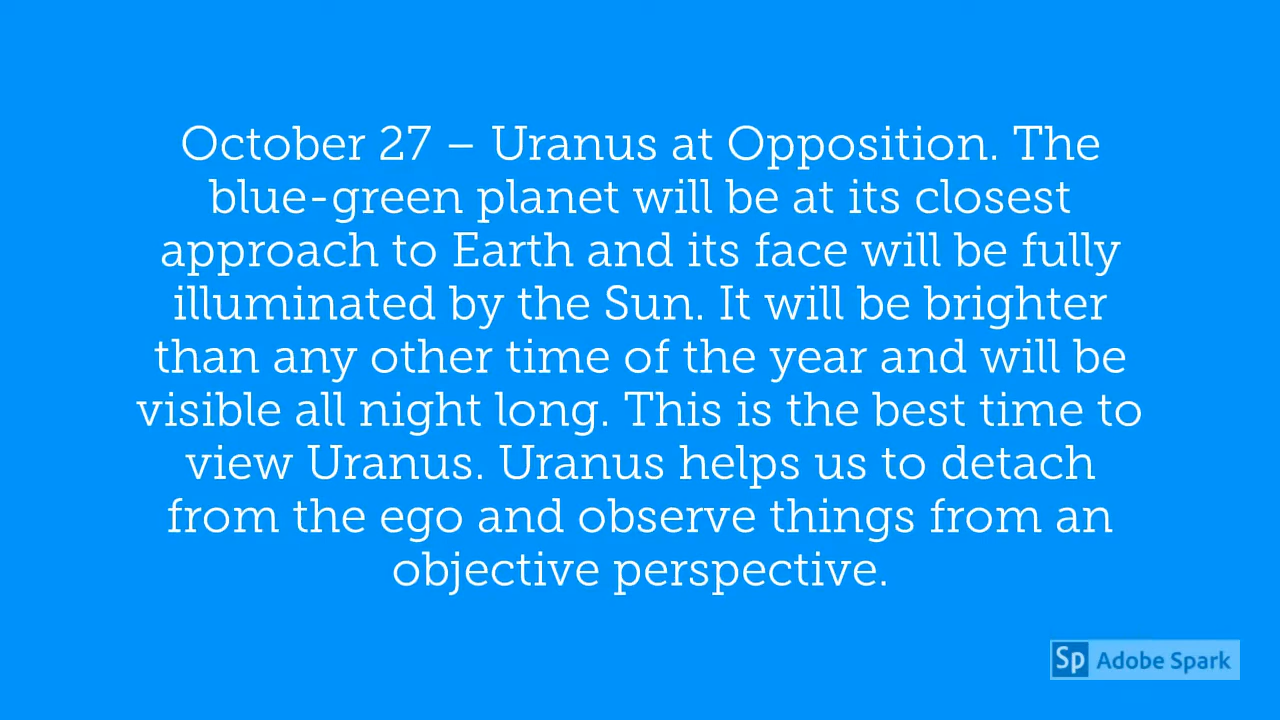 October 27 – Uranus at Opposition. The
blue-green planet will be at its closest
approach to Earth and its face will be fully
illuminated by the Sun. It will be brighter
than any other time of the year and will be
visible all night long. This is the best time to
view Uranus. Uranus helps us to detach
from the ego and observe things from an
objective perspective.
Sp Adobe Spark